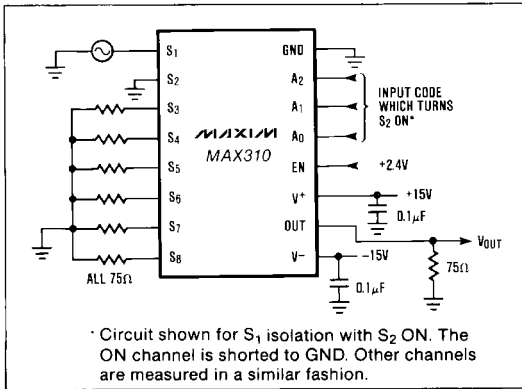 S1
S2
S3
S4
S5
S6
S7
S8
ALL 75Ω
MAXIM
MAX310
GND
A2
A1
A0
EN
V+
OUT
V-
INPUT CODE
WHICH TURNS
S2 ON*
+2.4V
+15V
0.1µF
VOUT
-15V
75Ω
0.1µF
* Circuit shown for S1 isolation with S2 ON. The
ON channel is shorted to GND. Other channels
are measured in a similar fashion.